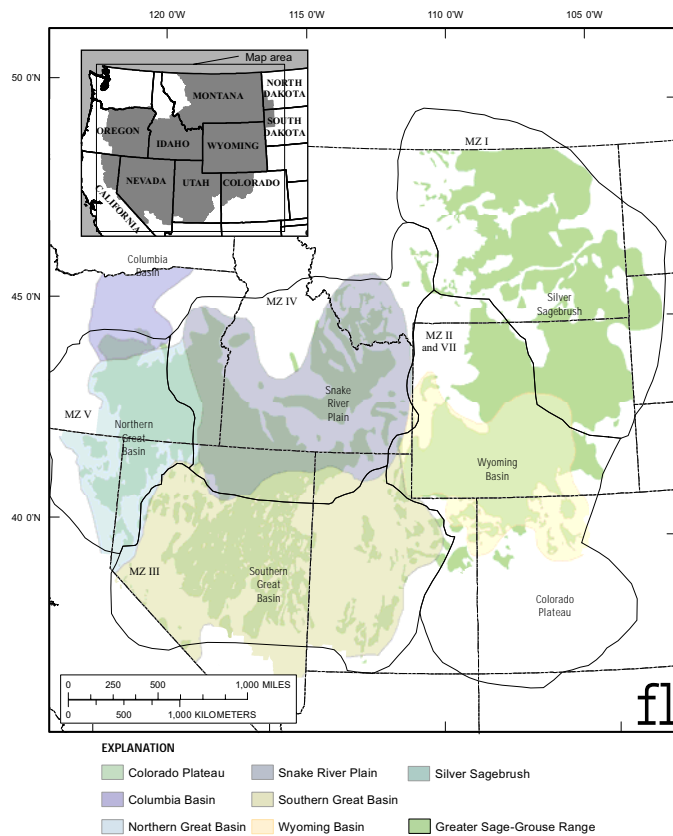 120 0'W
115 0'W
110 0'W
105 0'W
50 0'N
45 0'N
40 0'N
Map area
NORTH
DAKOTA
MONTANA
SOUTH
DAKOTA
OREGON
IDAHO
WYOMING
NEVADA
UTAH
COLORADO
CALIFORNIA
MZ I
Columbia
Basin
MZ IV
Silver
Sagebrush
MZ II
and VII
MZ V
Snake
River
Plain
Northern
Great
Basin
Wyoming
Basin
MZ III
Southern
Great
Basin
Colorado
Plateau
0 250 500 1,000 MILES
0 500 1,000 KILOMETERS
fl
EXPLANATION
Colorado Plateau
Snake River Plain
Silver Sagebrush
Columbia Basin
Southern Great Basin
Northern Great Basin
Wyoming Basin
Greater Sage-Grouse Range